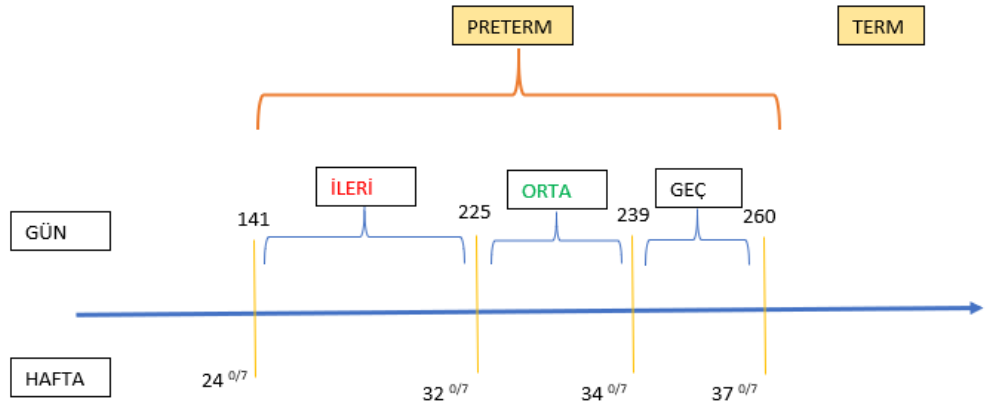 PRETERM
TERM
İLERİ
ORTA
GEÇ
GÜN
141
225
239
260
HAFTA
24 0/7
32 0/7
34 0/7
37 0/7